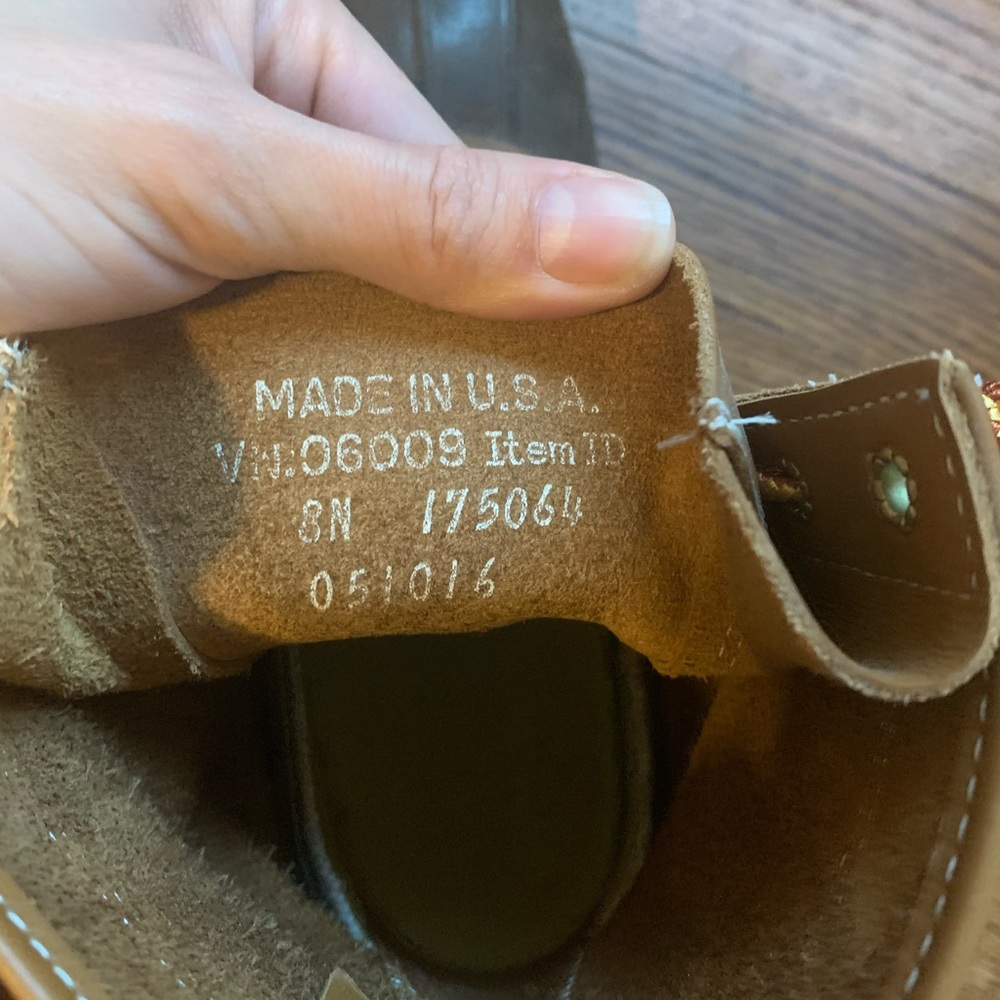 MADE IN U.S.A.
VN:06009 Item ID
8N 175064
051016